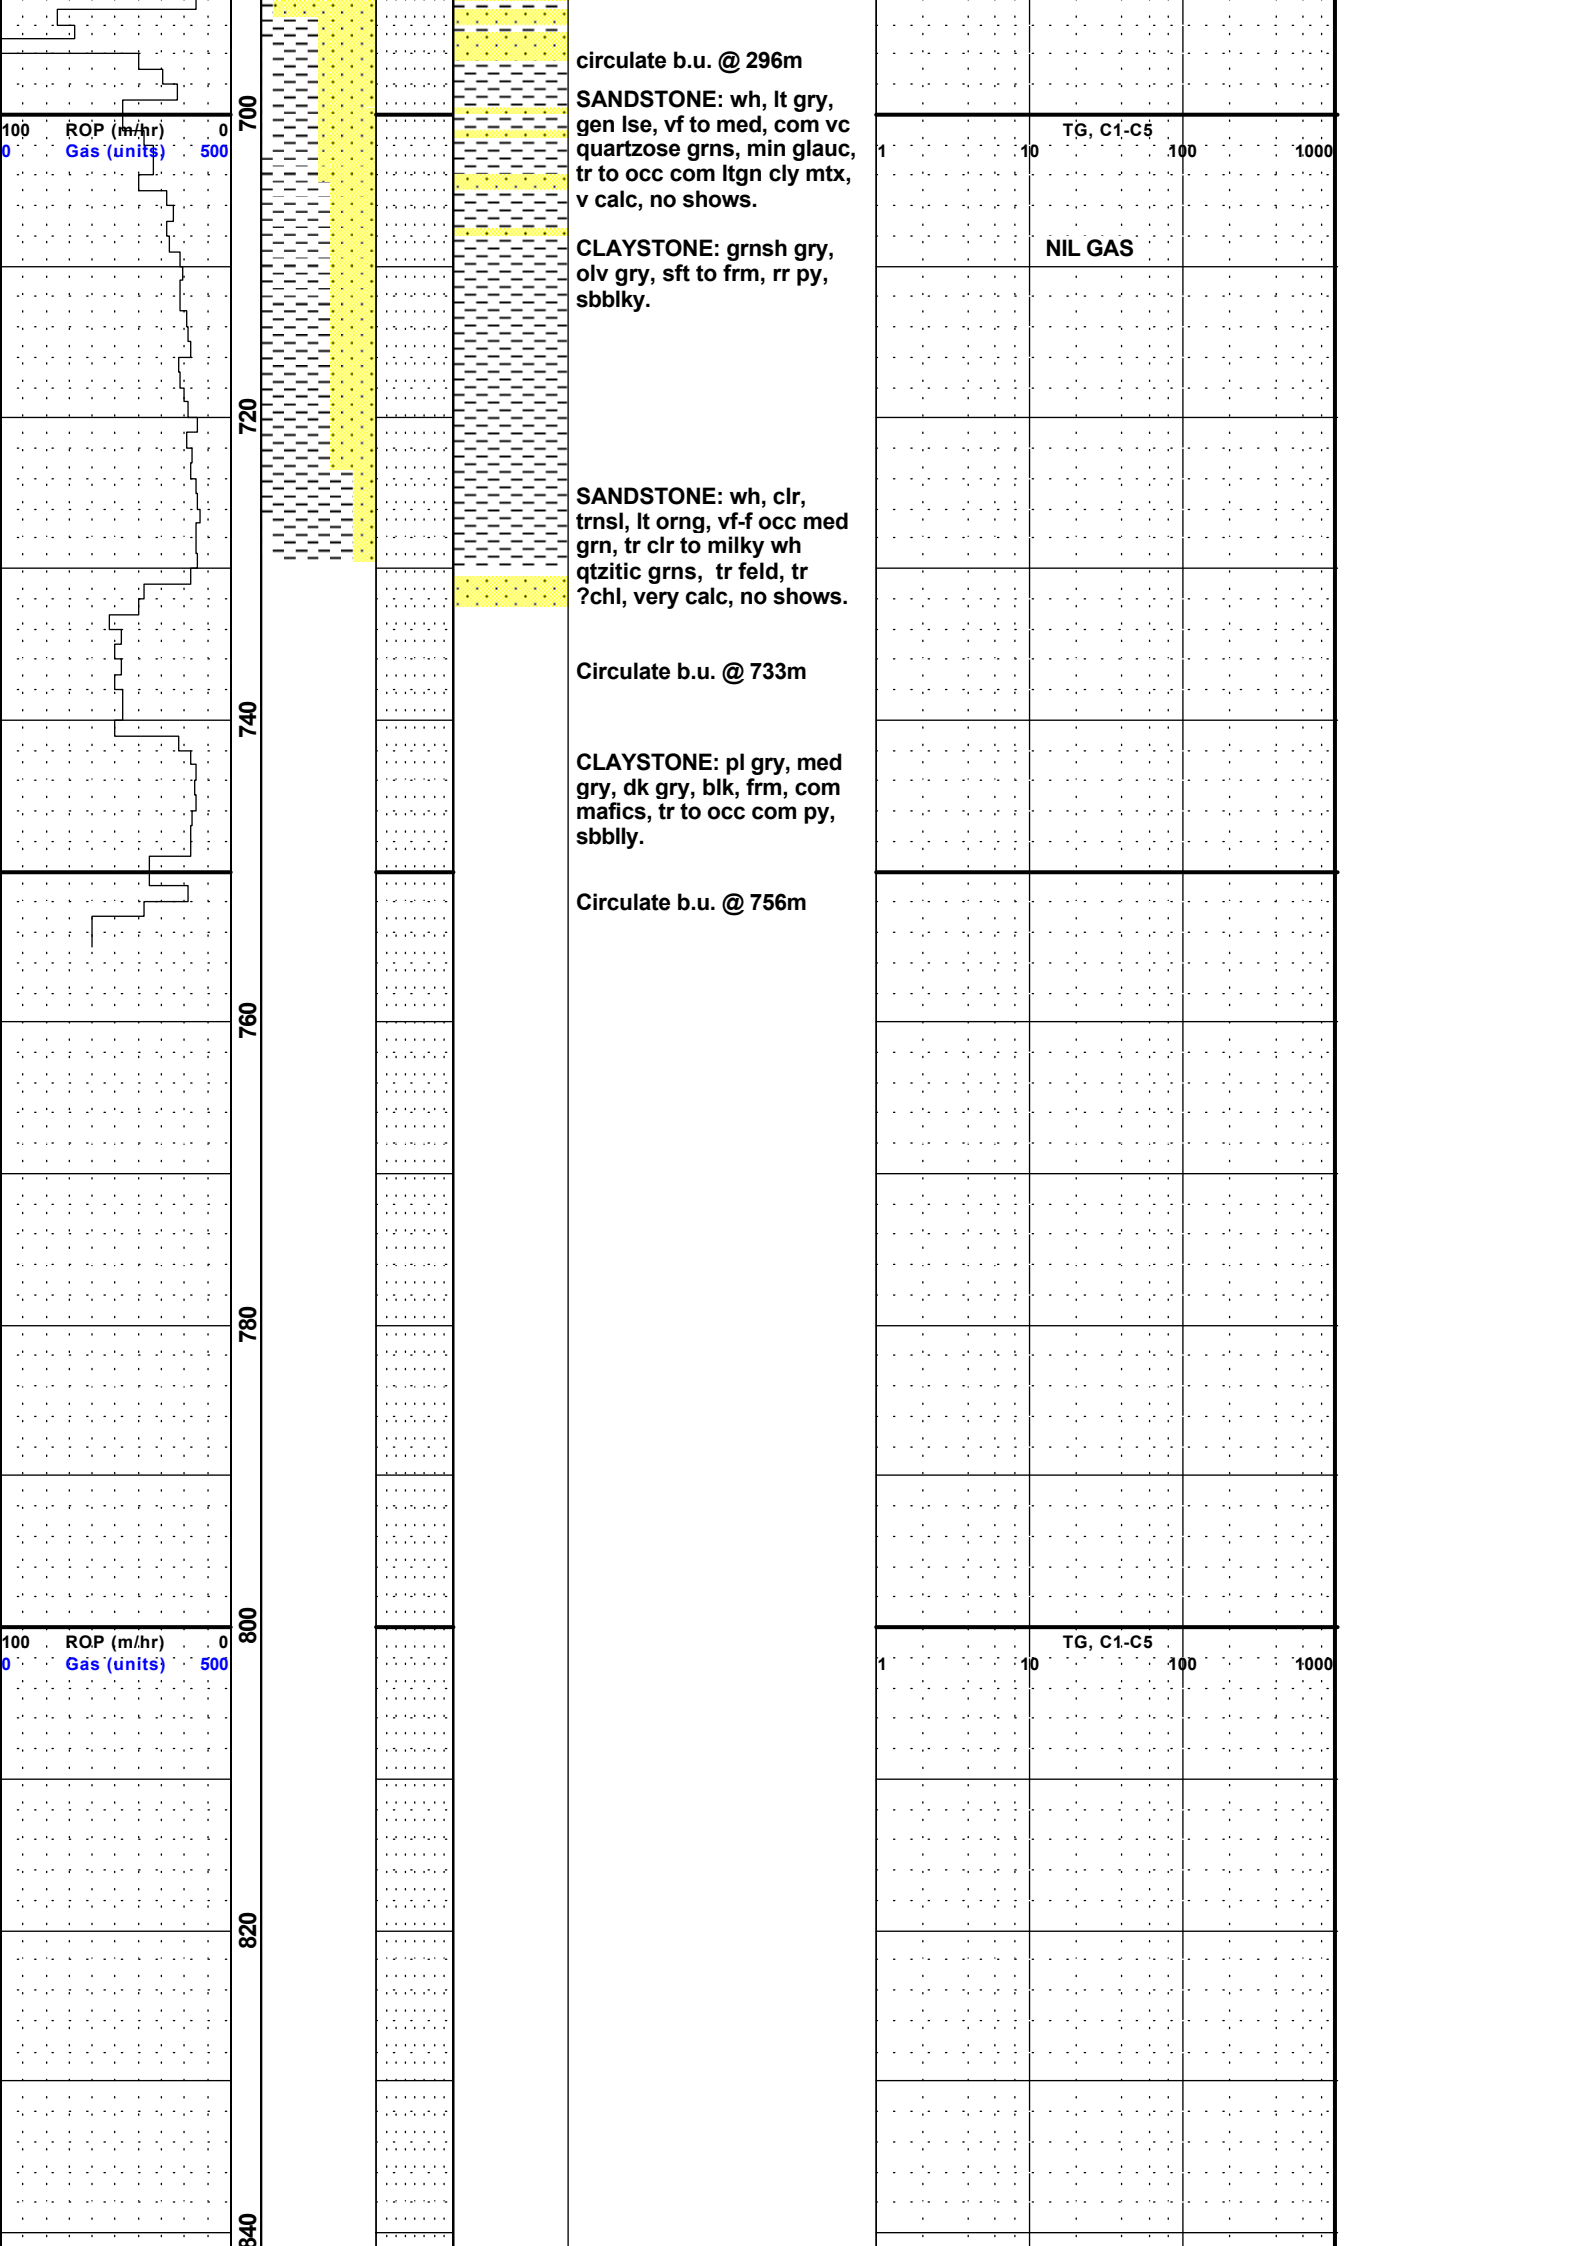 circulate b.u. @ 296m
SANDSTONE: wh, lt gry,
gen lse, vf to med, com vc
quartzose grns, min glauc,
tr to occ com ltgn cly mtx,
v calc, no shows.
700
100 ROP (m/hr) 0
0 Gas (units) 500
TG, C1-C5
1 10 100 1000
CLAYSTONE: grnsh gry,
olv gry, sft to frm, rr py,
sbblky.
NIL GAS
720
SANDSTONE: wh, clr,
trnsl, lt orng, vf-f occ med
grn, tr clr to milky wh
qtzitic grns, tr feld, tr
?chl, very calc, no shows.
Circulate b.u. @ 733m
740
CLAYSTONE: pl gry, med
gry, dk gry, blk, frm, com
mafics, tr to occ com py,
sbblly.
Circulate b.u. @ 756m
760
780
800
100 ROP (m/hr) 0
0 Gas (units) 500
TG, C1-C5
1 10 100 1000
820
840